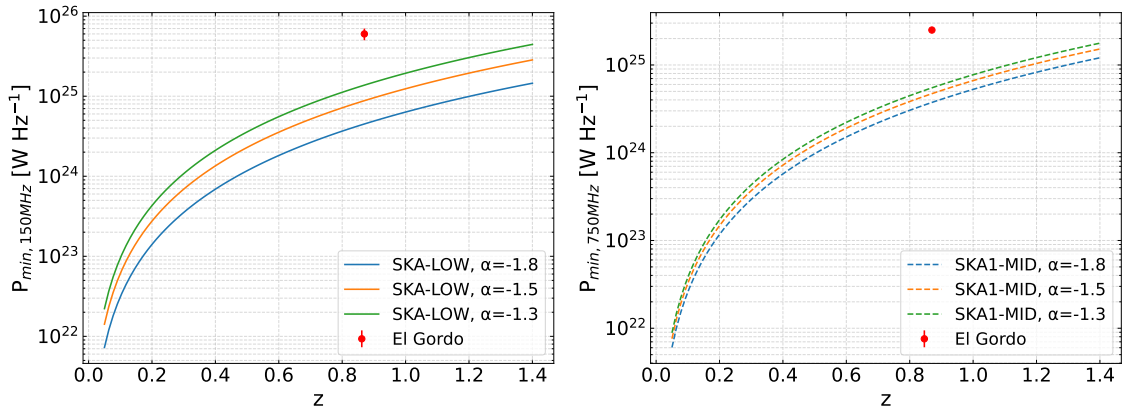 10^26
10^25
10^24
10^23
10^22
P_min,150MHz [W Hz^−1]
0.0 0.2 0.4 0.6 0.8 1.0 1.2 1.4
z
SKA-LOW, α=-1.8
SKA-LOW, α=-1.5
SKA-LOW, α=-1.3
El Gordo
10^25
10^24
10^23
10^22
P_min,750MHz [W Hz^−1]
0.0 0.2 0.4 0.6 0.8 1.0 1.2 1.4
z
SKA1-MID, α=-1.8
SKA1-MID, α=-1.5
SKA1-MID, α=-1.3
El Gordo